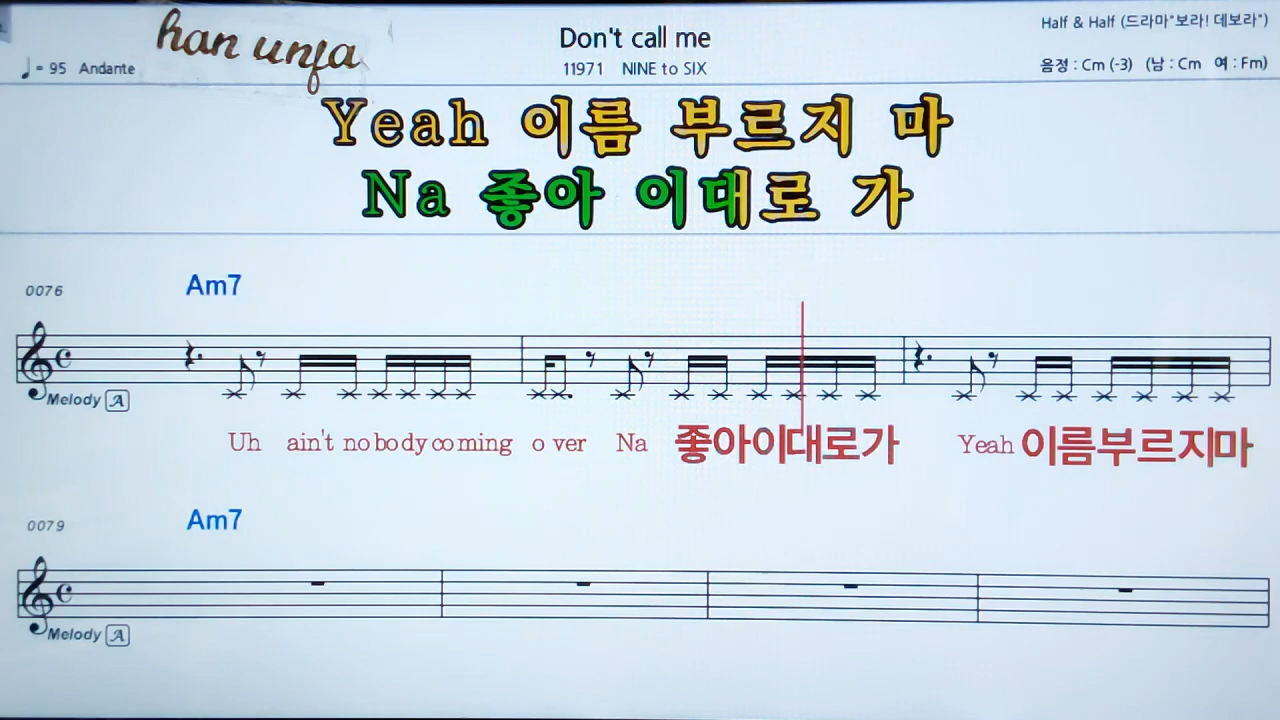 han unja
Don't call me
Half & Half (드라마"보라! 데보라")
♩= 95 Andante
11971 NINE to SIX
음정 : Cm (-3) (남 : Cm 여 : Fm)
Yeah 이름 부르지 마
Na 좋아 이대로 가
0076 Am7
Melody A
Uh ain't nobody coming over Na 좋아이대로가 Yeah 이름부르지마
0079 Am7
Melody A